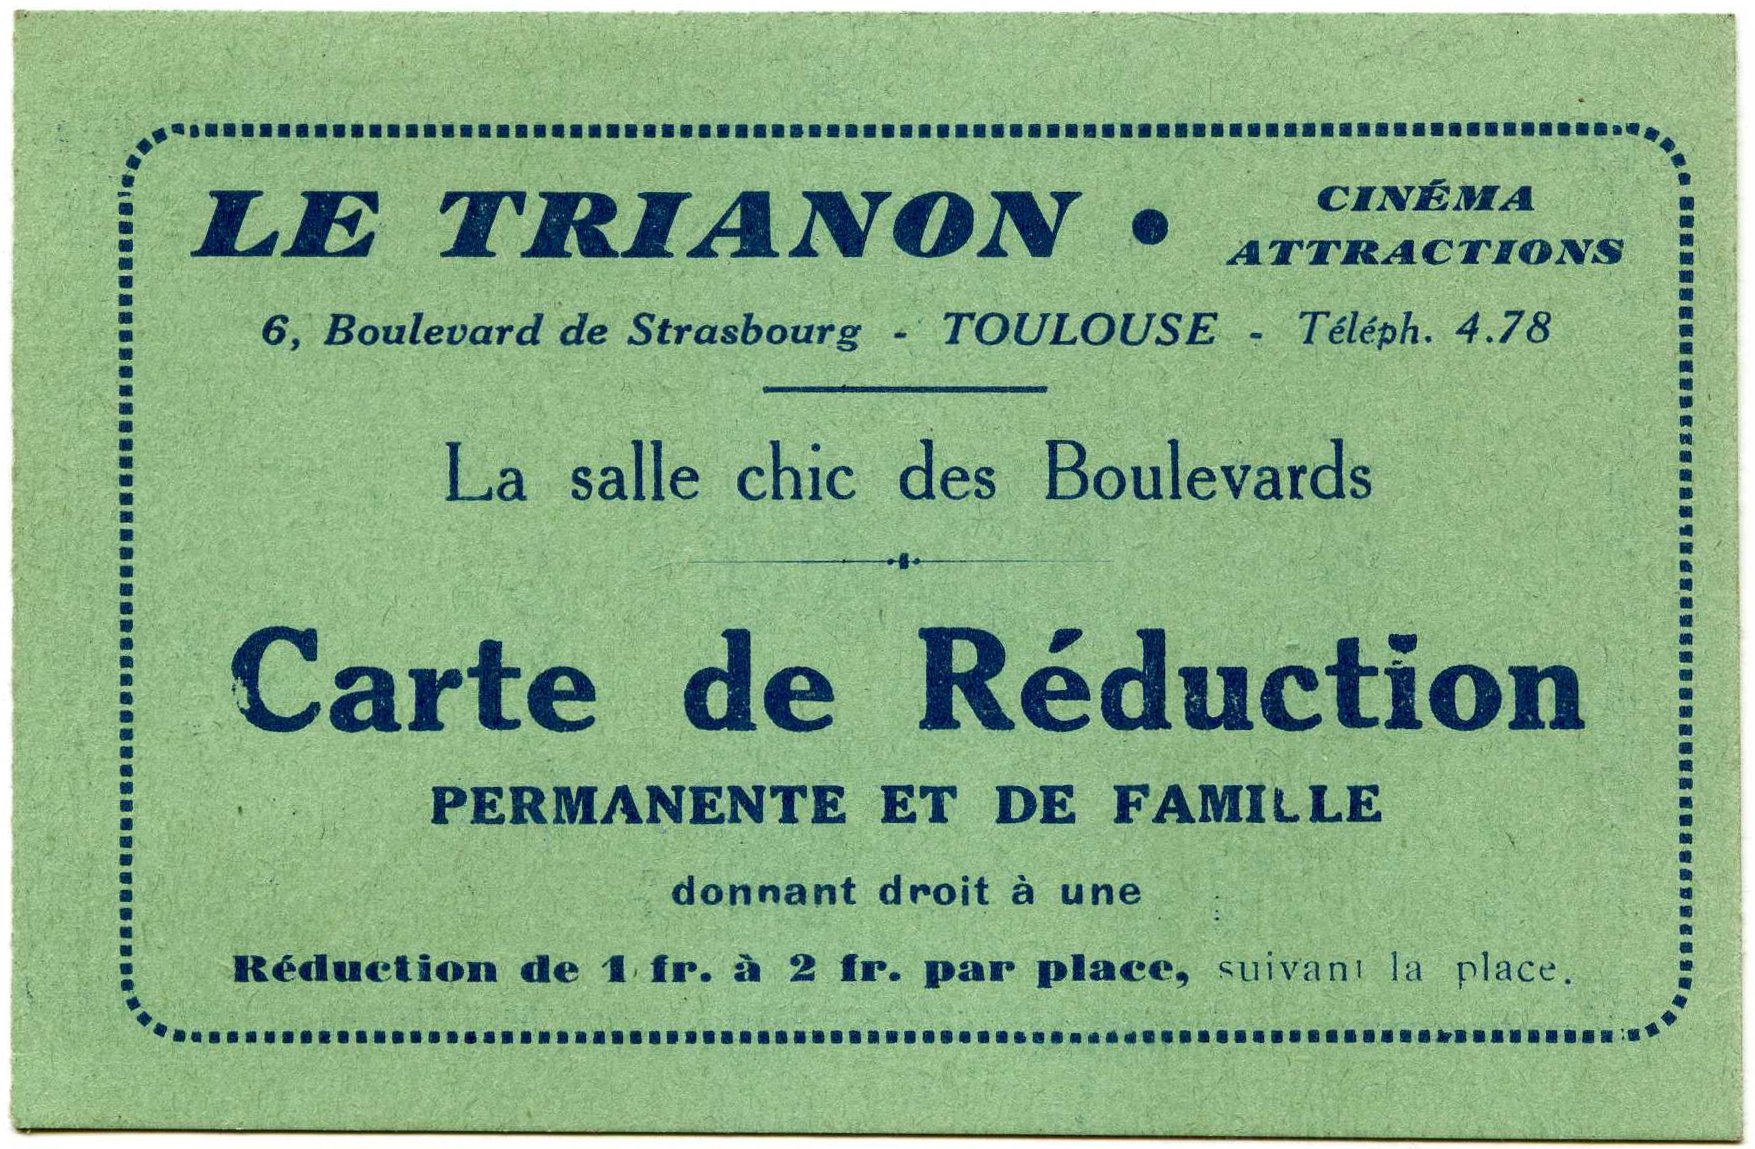 LE TRIANON • CINÉMA ATTRACTIONS
6, Boulevard de Strasbourg - TOULOUSE - Téléph. 4.78
La salle chic des Boulevards
Carte de Réduction
PERMANENTE ET DE FAMILLE
donnant droit à une
Réduction de 1 fr. à 2 fr. par place, suivant la place.